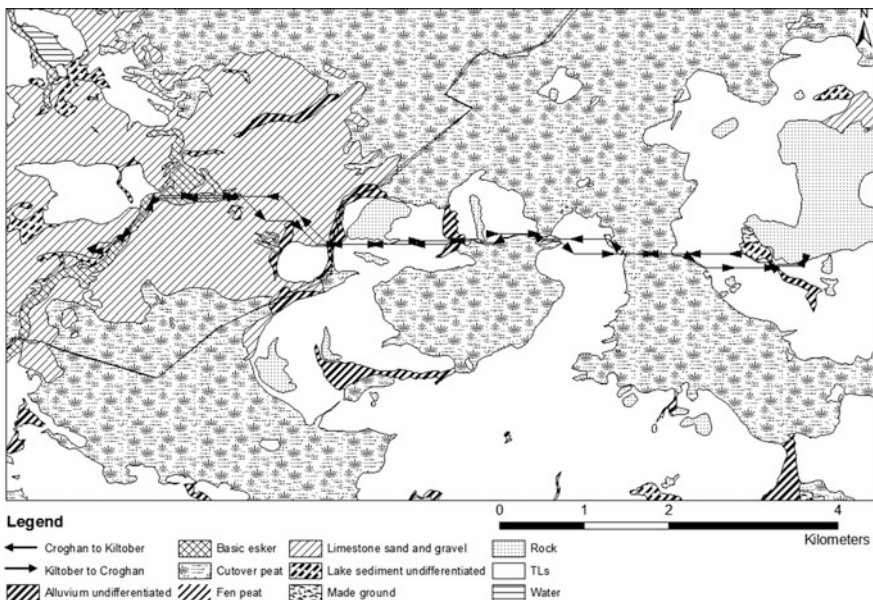 N
Legend
0 1 2 4
Kilometers
Croghan to Kiltober
Basic esker
Limestone sand and gravel
Rock
Kiltober to Croghan
Cutover peat
Lake sediment undifferentiated
TLs
Alluvium undifferentiated
Fen peat
Made ground
Water